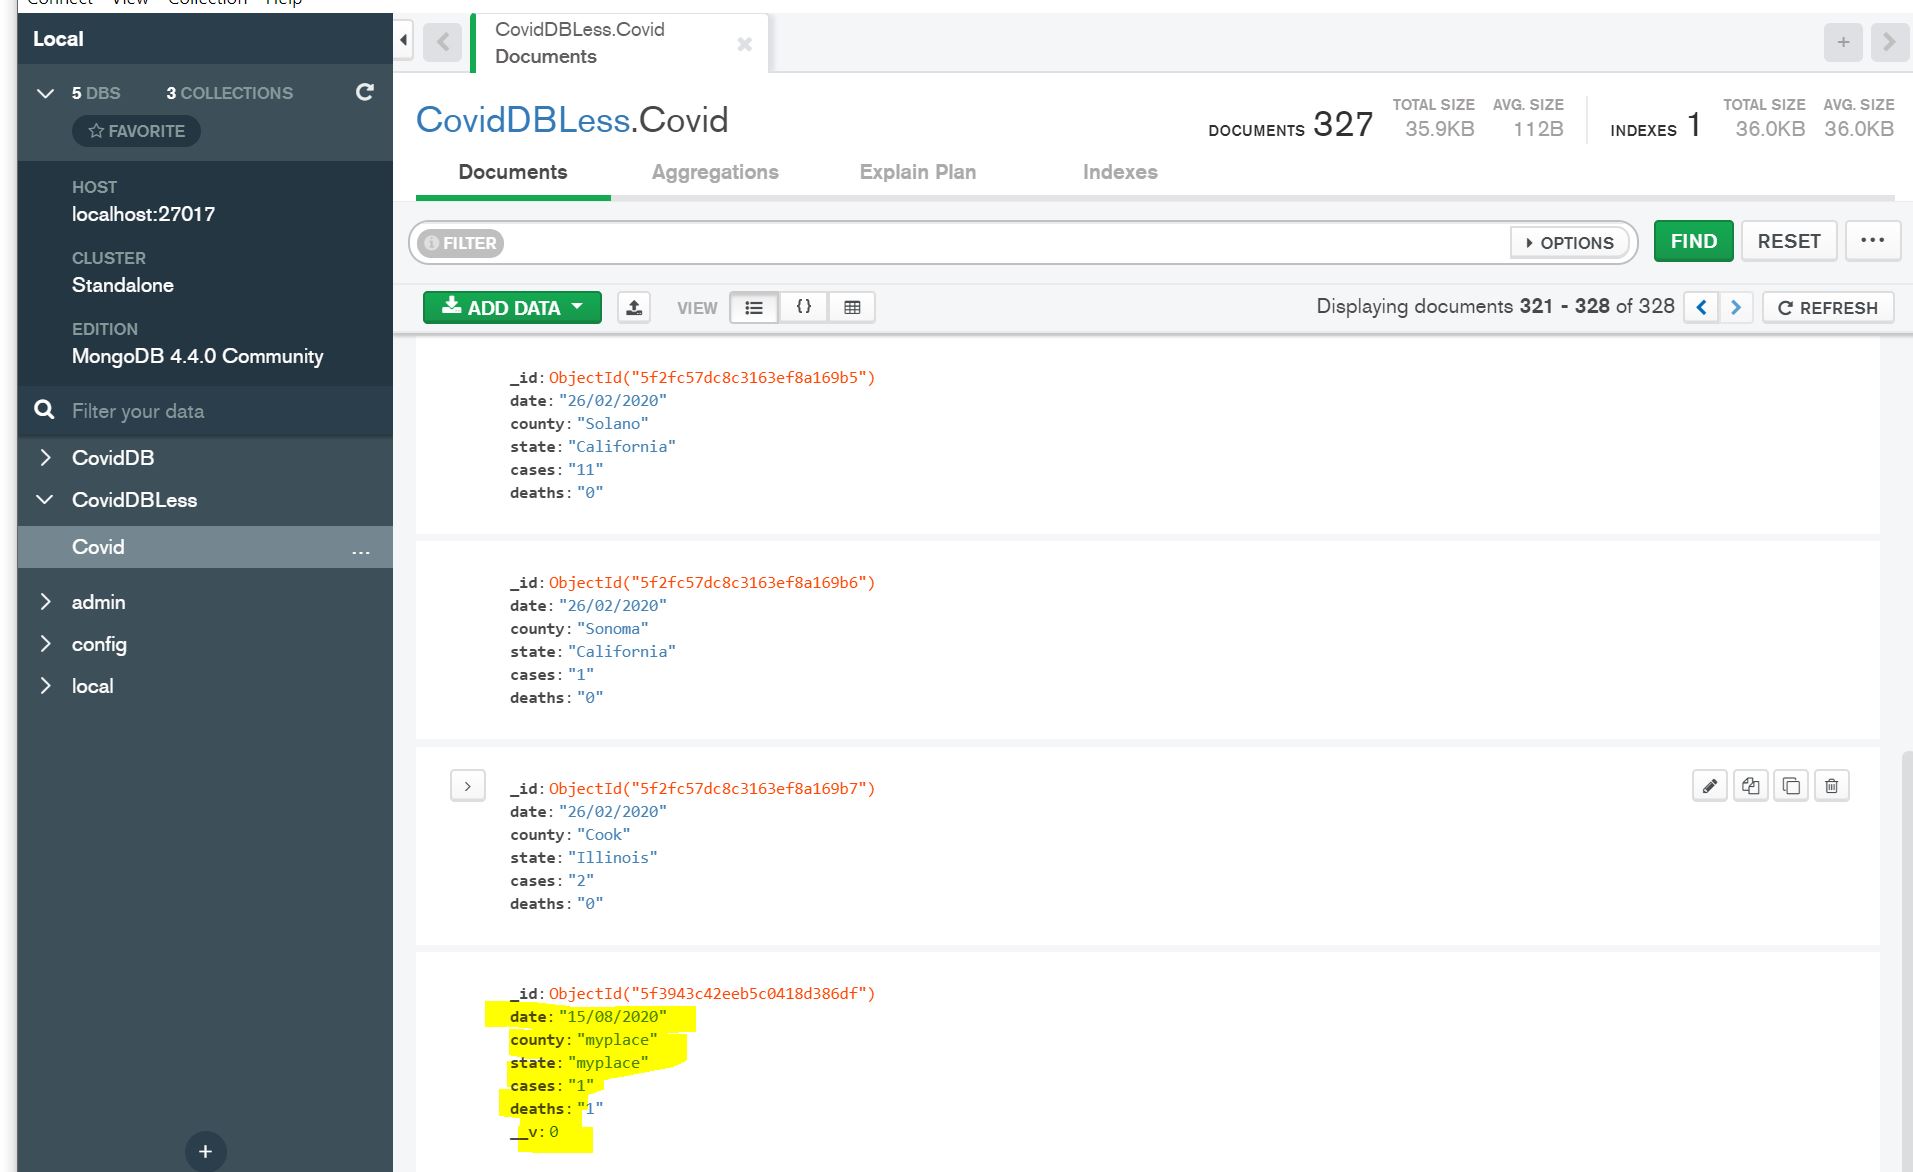 Connect View Collection Help
Local
5 DBS 3 COLLECTIONS
FAVORITE
HOST
localhost:27017
CLUSTER
Standalone
EDITION
MongoDB 4.4.0 Community
Filter your data
CovidDB
CovidDBLess
Covid ...
admin
config
local
+
CovidDBLess.Covid
Documents
CovidDBLess.Covid
DOCUMENTS 327 TOTAL SIZE 35.9KB AVG. SIZE 112B INDEXES 1 TOTAL SIZE 36.0KB AVG. SIZE 36.0KB
Documents Aggregations Explain Plan Indexes
FILTER OPTIONS FIND RESET ...
ADD DATA VIEW {} Displaying documents 321 - 328 of 328 REFRESH
_id: ObjectId("5f2fc57dc8c3163ef8a169b5")
date: "26/02/2020"
county: "Solano"
state: "California"
cases: "11"
deaths: "0"
_id: ObjectId("5f2fc57dc8c3163ef8a169b6")
date: "26/02/2020"
county: "Sonoma"
state: "California"
cases: "1"
deaths: "0"
_id: ObjectId("5f2fc57dc8c3163ef8a169b7")
date: "26/02/2020"
county: "Cook"
state: "Illinois"
cases: "2"
deaths: "0"
_id: ObjectId("5f3943c42eeb5c0418d386df")
date: "15/08/2020"
county: "myplace"
state: "myplace"
cases: "1"
deaths: "1"
__v: 0